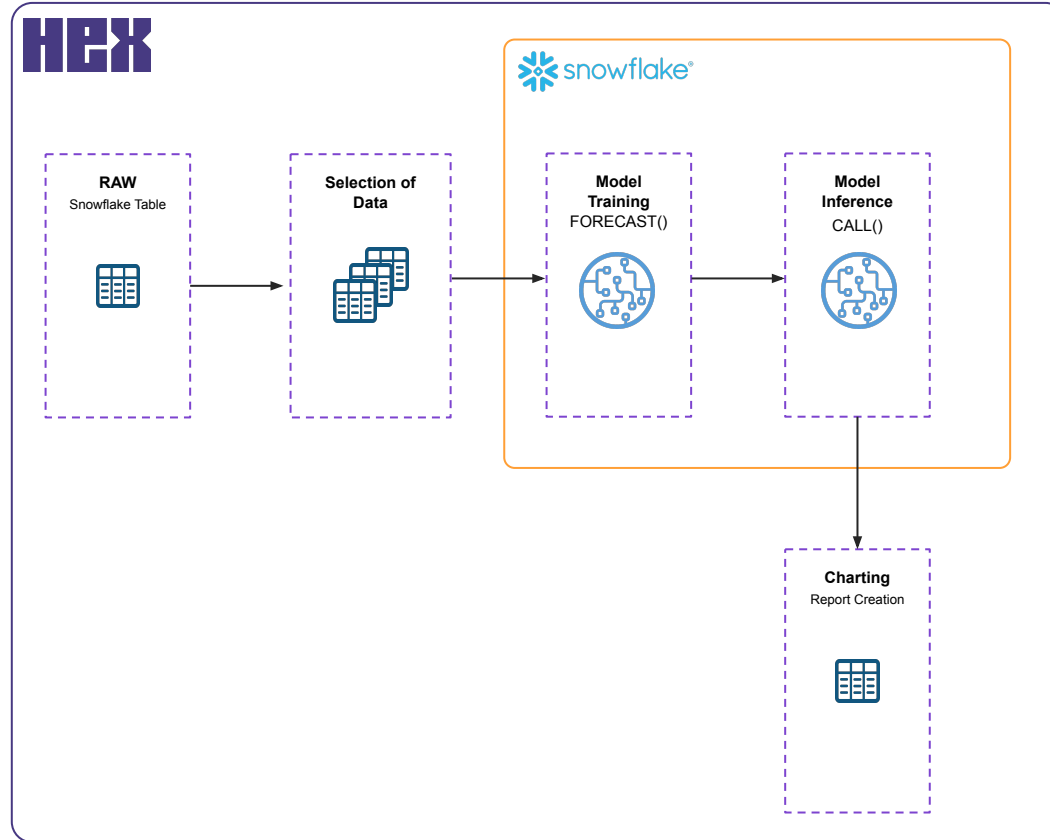 HEX
snowflake®
RAW
Snowflake Table
Selection of
Data
Model
Training
FORECAST()
Model
Inference
CALL()
Charting
Report Creation